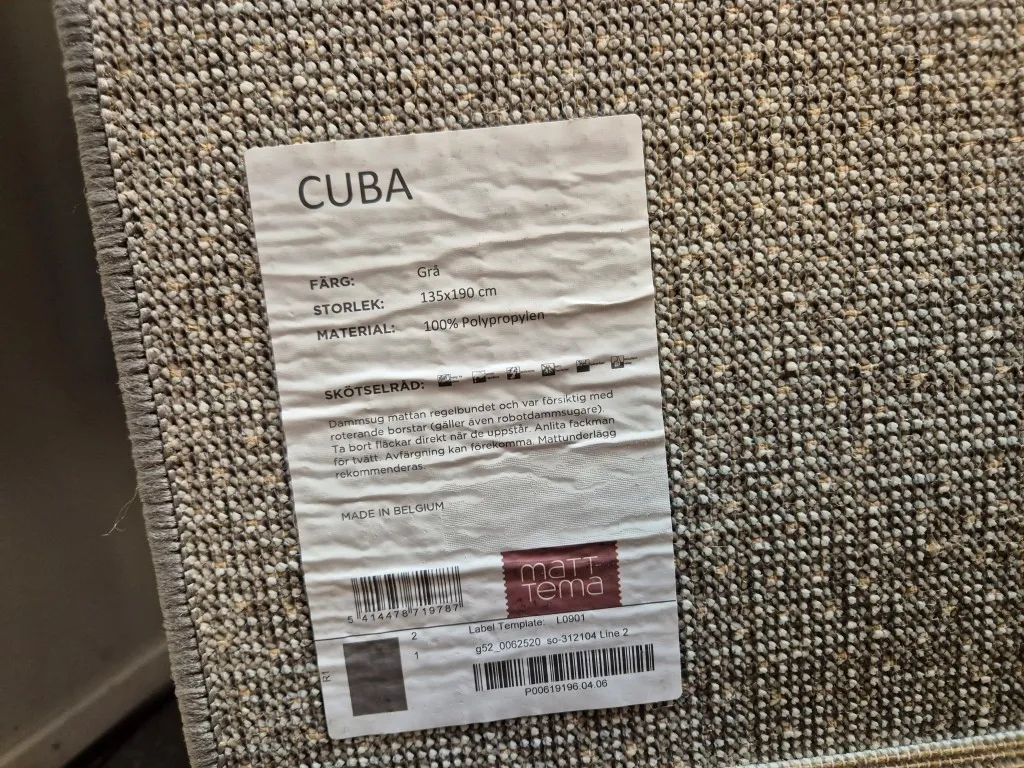 CUBA
FÄRG: Grå
STORLEK: 135x190 cm
MATERIAL: 100% Polypropylen
SKÖTSELRÅD:
Dammsug mattan regelbundet och var försiktig med
roterande borstar (gäller även robotdammsugare).
Ta bort fläckar direkt när de uppstår. Anlita fackman
för tvätt. Avfärgning kan förekomma. Mattunderlägg
rekommenderas.
MADE IN BELGIUM
matt
tema
5 414478 719787
Label Template: L0901
2
g52_0062520 so-312104 Line 2
1
P00619196.04.06